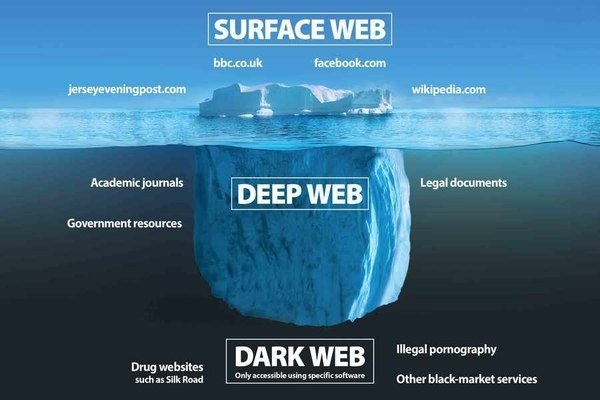 SURFACE WEB
bbc.co.uk
facebook.com
jerseyeveningpost.com
wikipedia.com
Academic journals
DEEP WEB
Legal documents
Government resources
DARK WEB
Only accessible using specific software
Illegal pornography
Drug websites
such as Silk Road
Other black-market services